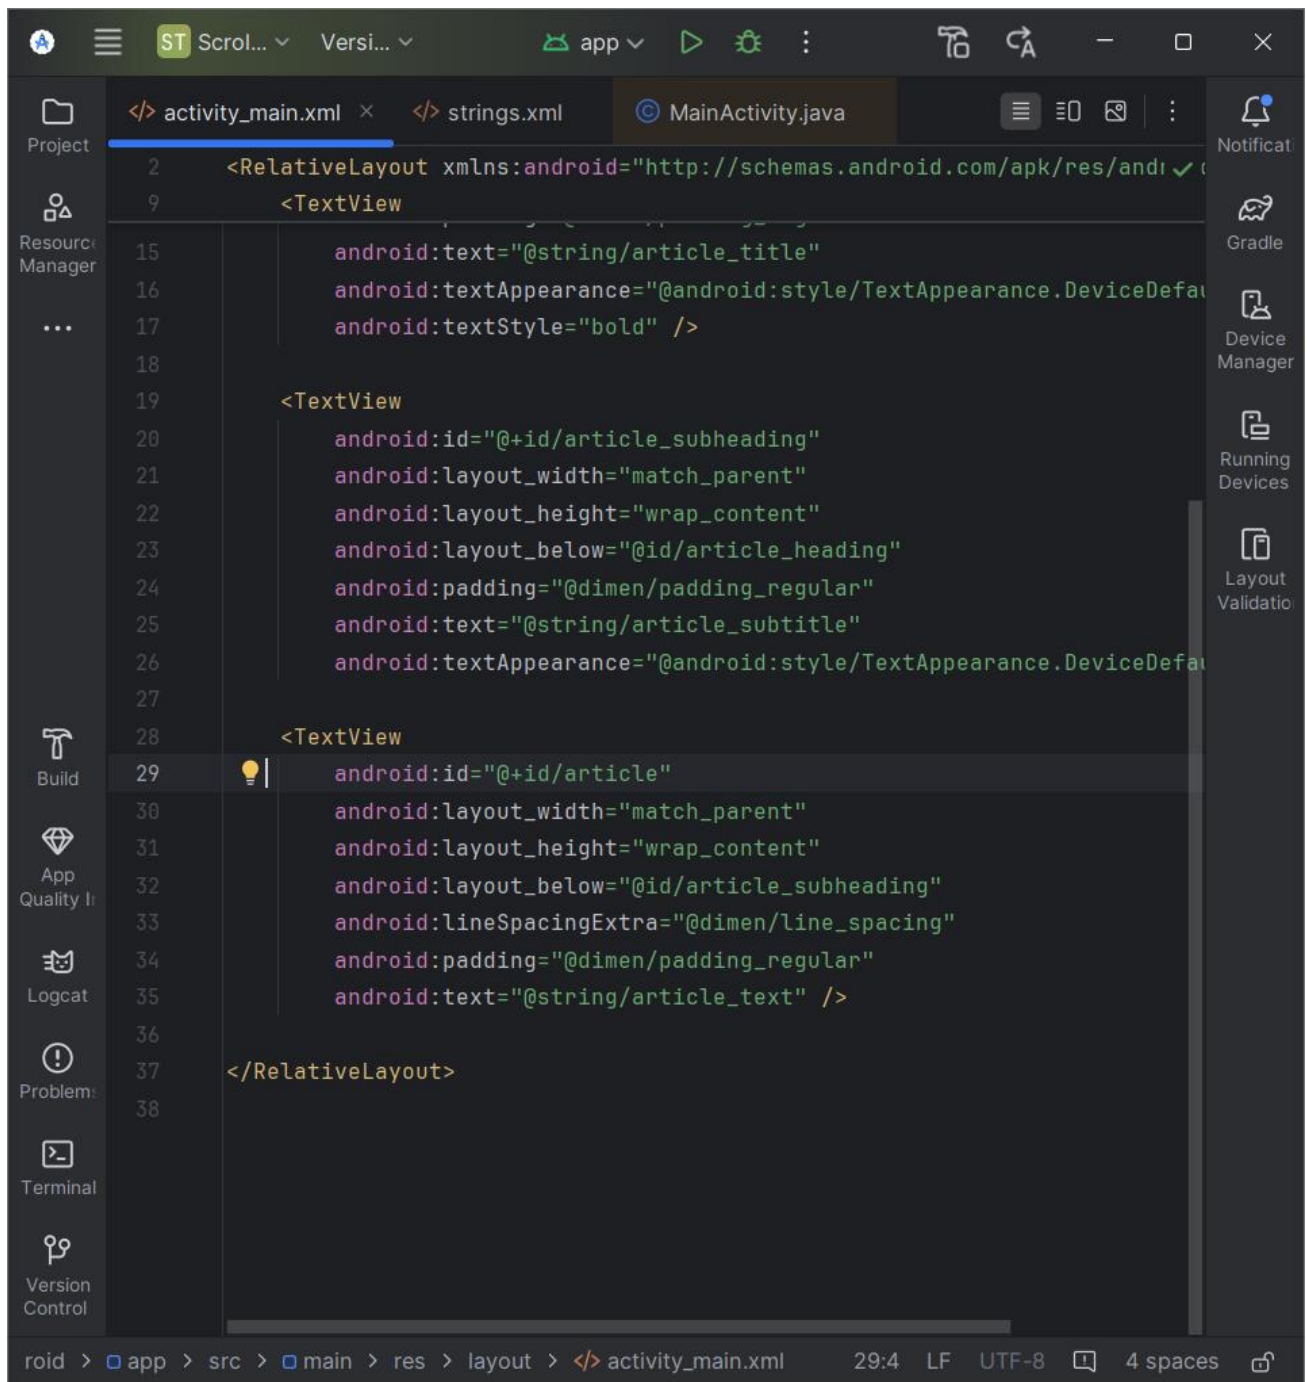 ST Scrol... Versi... app
activity_main.xml strings.xml MainActivity.java
Project
Resource
Manager
Build
App
Quality I
Logcat
Problems
Terminal
Version
Control
2 <RelativeLayout xmlns:android="http://schemas.android.com/apk/res/andr
9 <TextView
15 android:text="@string/article_title"
16 android:textAppearance="@android:style/TextAppearance.DeviceDefau
17 android:textStyle="bold" />
18
19 <TextView
20 android:id="@+id/article_subheading"
21 android:layout_width="match_parent"
22 android:layout_height="wrap_content"
23 android:layout_below="@id/article_heading"
24 android:padding="@dimen/padding_regular"
25 android:text="@string/article_subtitle"
26 android:textAppearance="@android:style/TextAppearance.DeviceDefau
27
28 <TextView
29 android:id="@+id/article"
30 android:layout_width="match_parent"
31 android:layout_height="wrap_content"
32 android:layout_below="@id/article_subheading"
33 android:lineSpacingExtra="@dimen/line_spacing"
34 android:padding="@dimen/padding_regular"
35 android:text="@string/article_text" />
36
37 </RelativeLayout>
38
Notificati
Gradle
Device
Manager
Running
Devices
Layout
Validatio
roid > app > src > main > res > layout > activity_main.xml 29:4 LF UTF-8 4 spaces